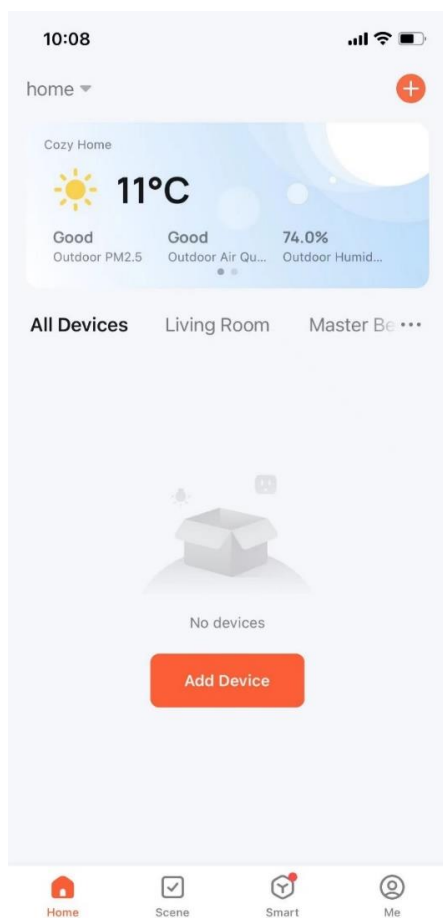 10:08
home
Cozy Home
11°C
Good Good 74.0%
Outdoor PM2.5 Outdoor Air Qu... Outdoor Humid...
All Devices Living Room Master Be
No devices
Add Device
Home Scene Smart Me